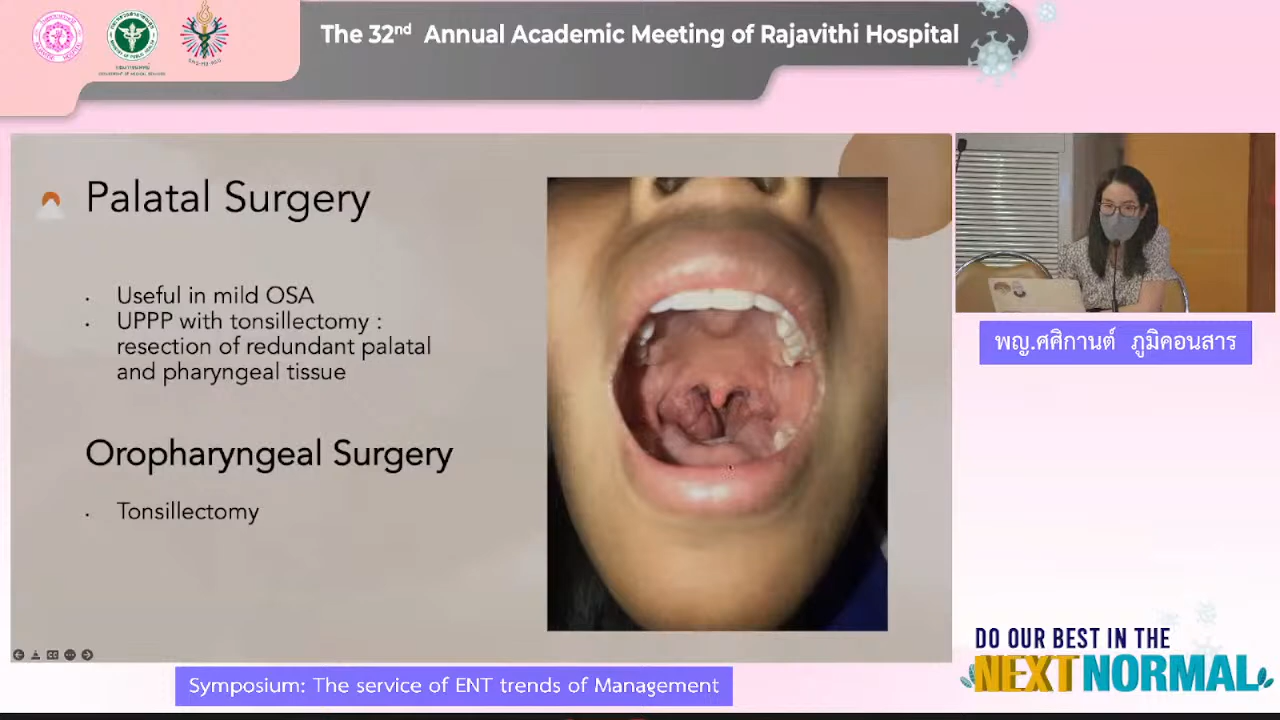 The 32nd Annual Academic Meeting of Rajavithi Hospital
Palatal Surgery
· Useful in mild OSA
· UPPP with tonsillectomy :
resection of redundant palatal
and pharyngeal tissue
Oropharyngeal Surgery
· Tonsillectomy
พญ.ศศิกานต์ ภูมิคอนสาร
DO OUR BEST IN THE
NEXT NORMAL
Symposium: The service of ENT trends of Management